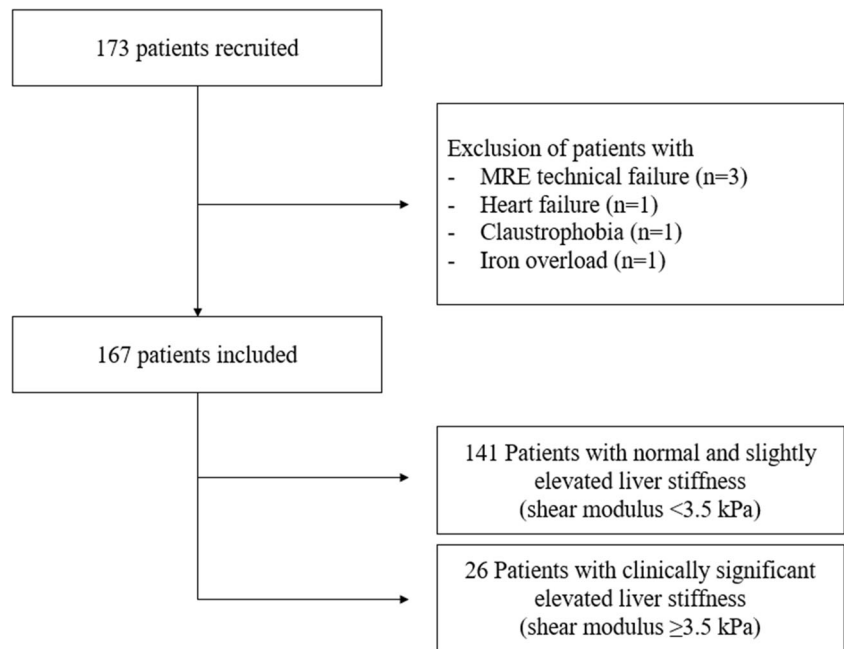 173 patients recruited
Exclusion of patients with
- MRE technical failure (n=3)
- Heart failure (n=1)
- Claustrophobia (n=1)
- Iron overload (n=1)
167 patients included
141 Patients with normal and slightly
elevated liver stiffness
(shear modulus <3.5 kPa)
26 Patients with clinically significant
elevated liver stiffness
(shear modulus ≥3.5 kPa)